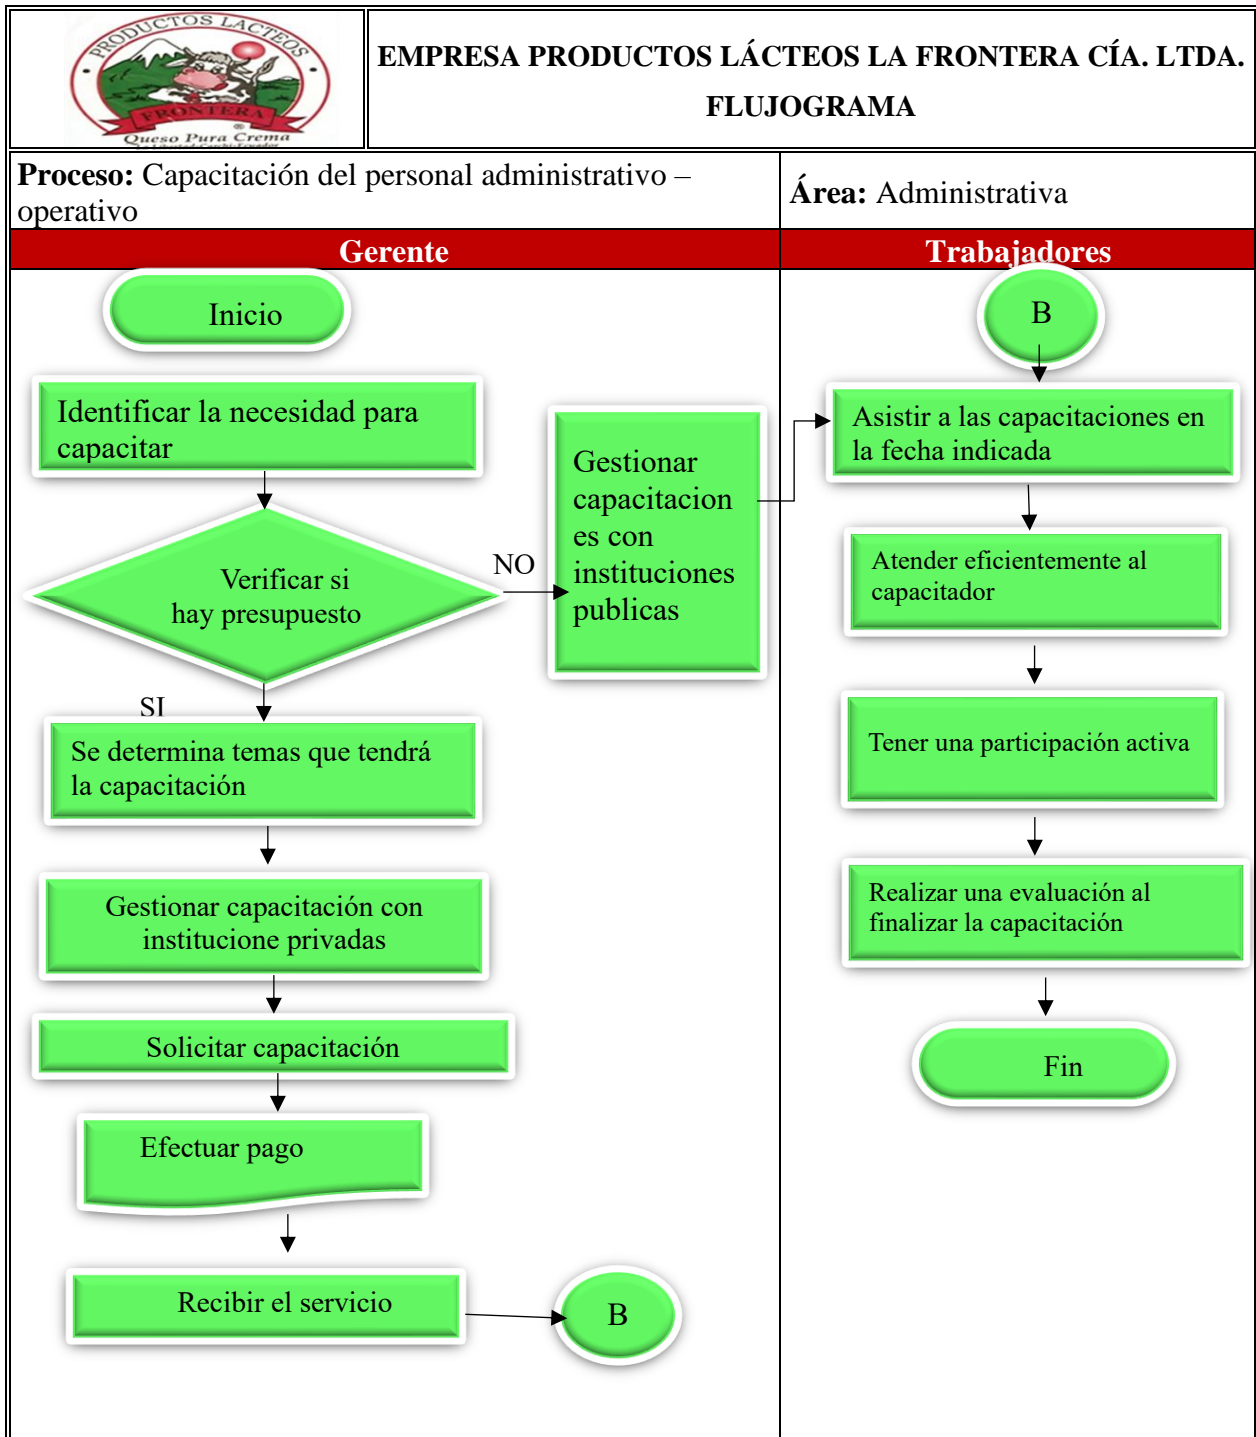 PRODUCTOS LACTEOS
FRONTERA
®
Queso Pura Crema
La Libertad-Carchi-Ecuador
EMPRESA PRODUCTOS LÁCTEOS LA FRONTERA CÍA. LTDA.
FLUJOGRAMA
Proceso: Capacitación del personal administrativo –
operativo
Área: Administrativa
Gerente
Trabajadores
Inicio
Identificar la necesidad para
capacitar
Verificar si
hay presupuesto
NO
Gestionar
capacitacion
es con
instituciones
publicas
SI
Se determina temas que tendrá
la capacitación
Gestionar capacitación con
institucione privadas
Solicitar capacitación
Efectuar pago
Recibir el servicio
B
B
Asistir a las capacitaciones en
la fecha indicada
Atender eficientemente al
capacitador
Tener una participación activa
Realizar una evaluación al
finalizar la capacitación
Fin